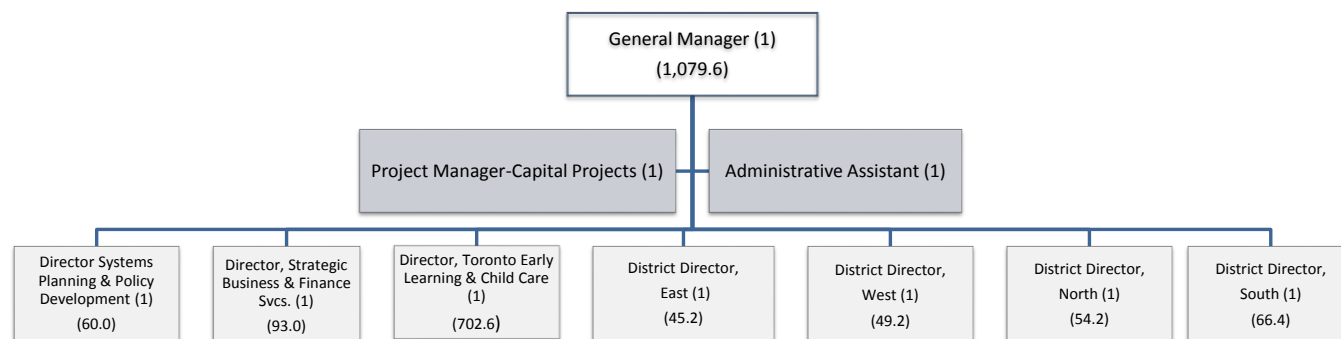 General Manager (1)
(1,079.6)
Project Manager-Capital Projects (1)
Administrative Assistant (1)
Director Systems
Planning & Policy
Development (1)
(60.0)
Director, Strategic
Business & Finance
Svcs. (1)
(93.0)
Director, Toronto Early
Learning & Child Care
(1)
(702.6)
District Director,
East (1)
(45.2)
District Director,
West (1)
(49.2)
District Director,
North (1)
(54.2)
District Director,
South (1)
(66.4)